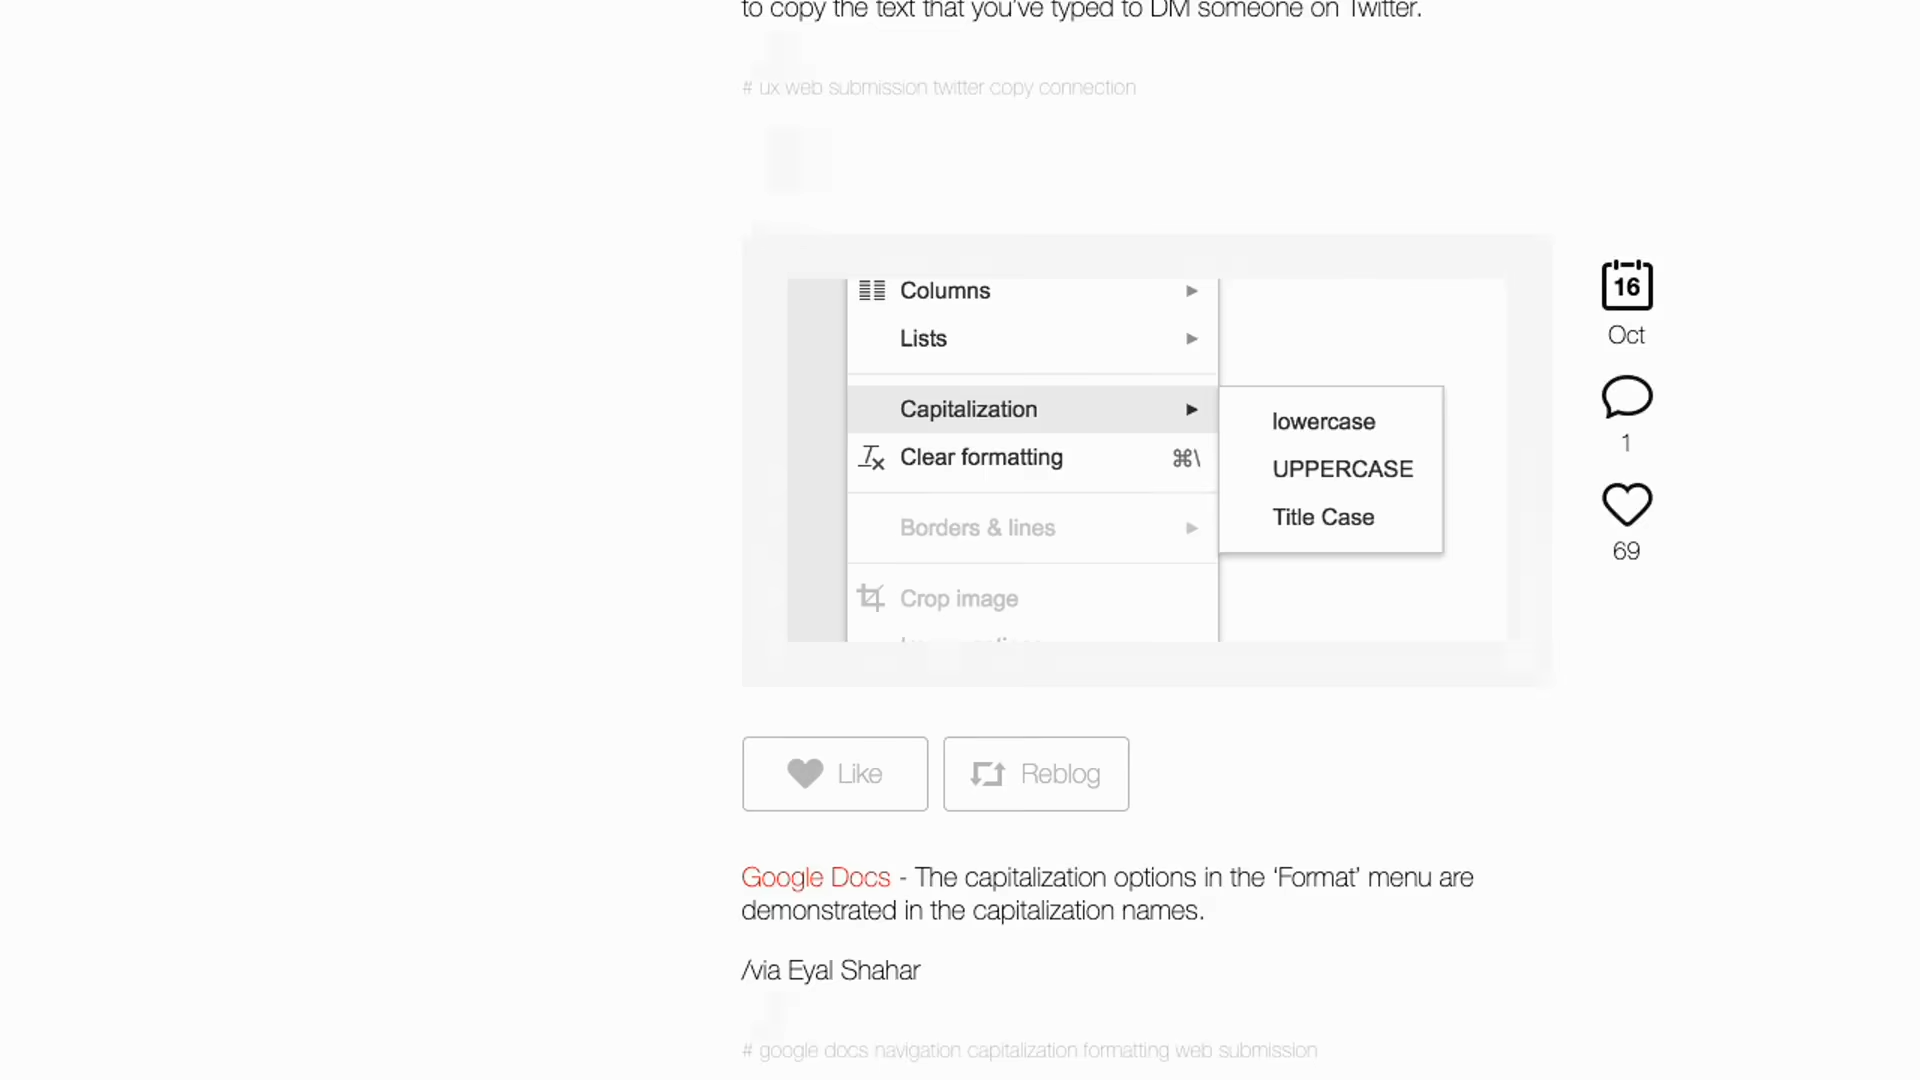 to copy the text that you've typed to DM someone on Twitter.
# ux web submission twitter copy connection
Columns
Lists
Capitalization
Clear formatting ⌘\
Borders & lines
Crop image
lowercase
UPPERCASE
Title Case
16
Oct
1
69
Like
Reblog
Google Docs - The capitalization options in the ‘Format’ menu are
demonstrated in the capitalization names.
/via Eyal Shahar
# google docs navigation capitalization formatting web submission